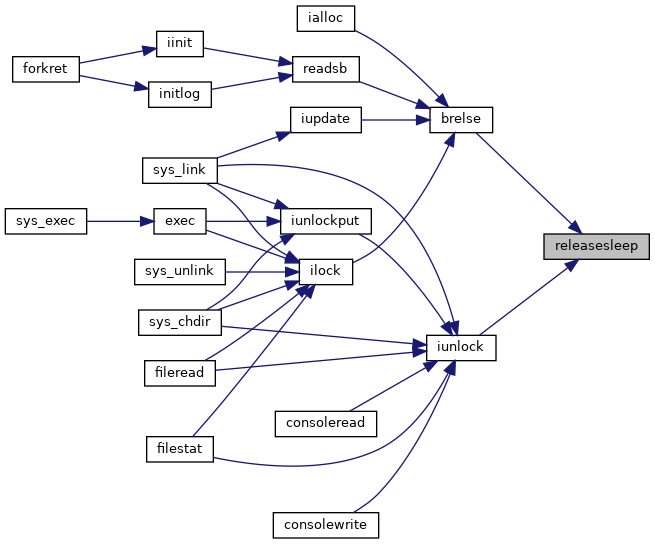 ialloc
iinit
forkret
readsb
initlog
iupdate
brelse
sys_link
sys_exec
exec
iunlockput
releasesleep
sys_unlink
ilock
sys_chdir
iunlock
fileread
consoleread
filestat
consolewrite